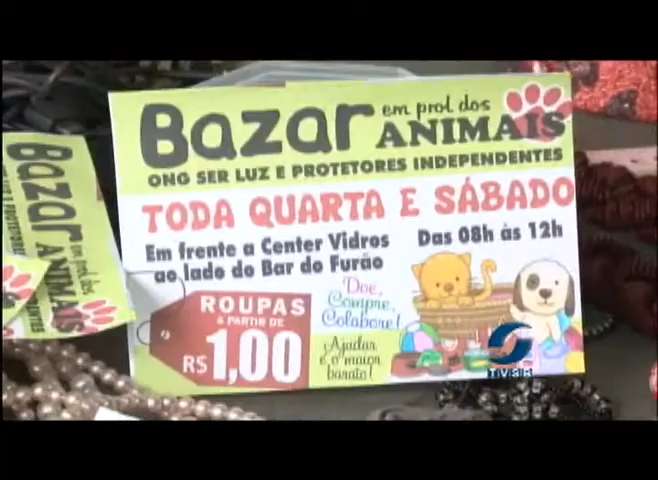 Bazar em prol dos ANIMAIS
ONG SER LUZ E PROTETORES INDEPENDENTES
TODA QUARTA E SÁBADO
Em frente a Center Vidros
ao lado do Bar do Furão
Das 08h às 12h
ROUPAS
A PARTIR DE
R$ 1,00
Doe,
Compre,
Colabore!
¡Ajudar
é o maior
barato!
Bazar
em prol dos
ANIMAIS